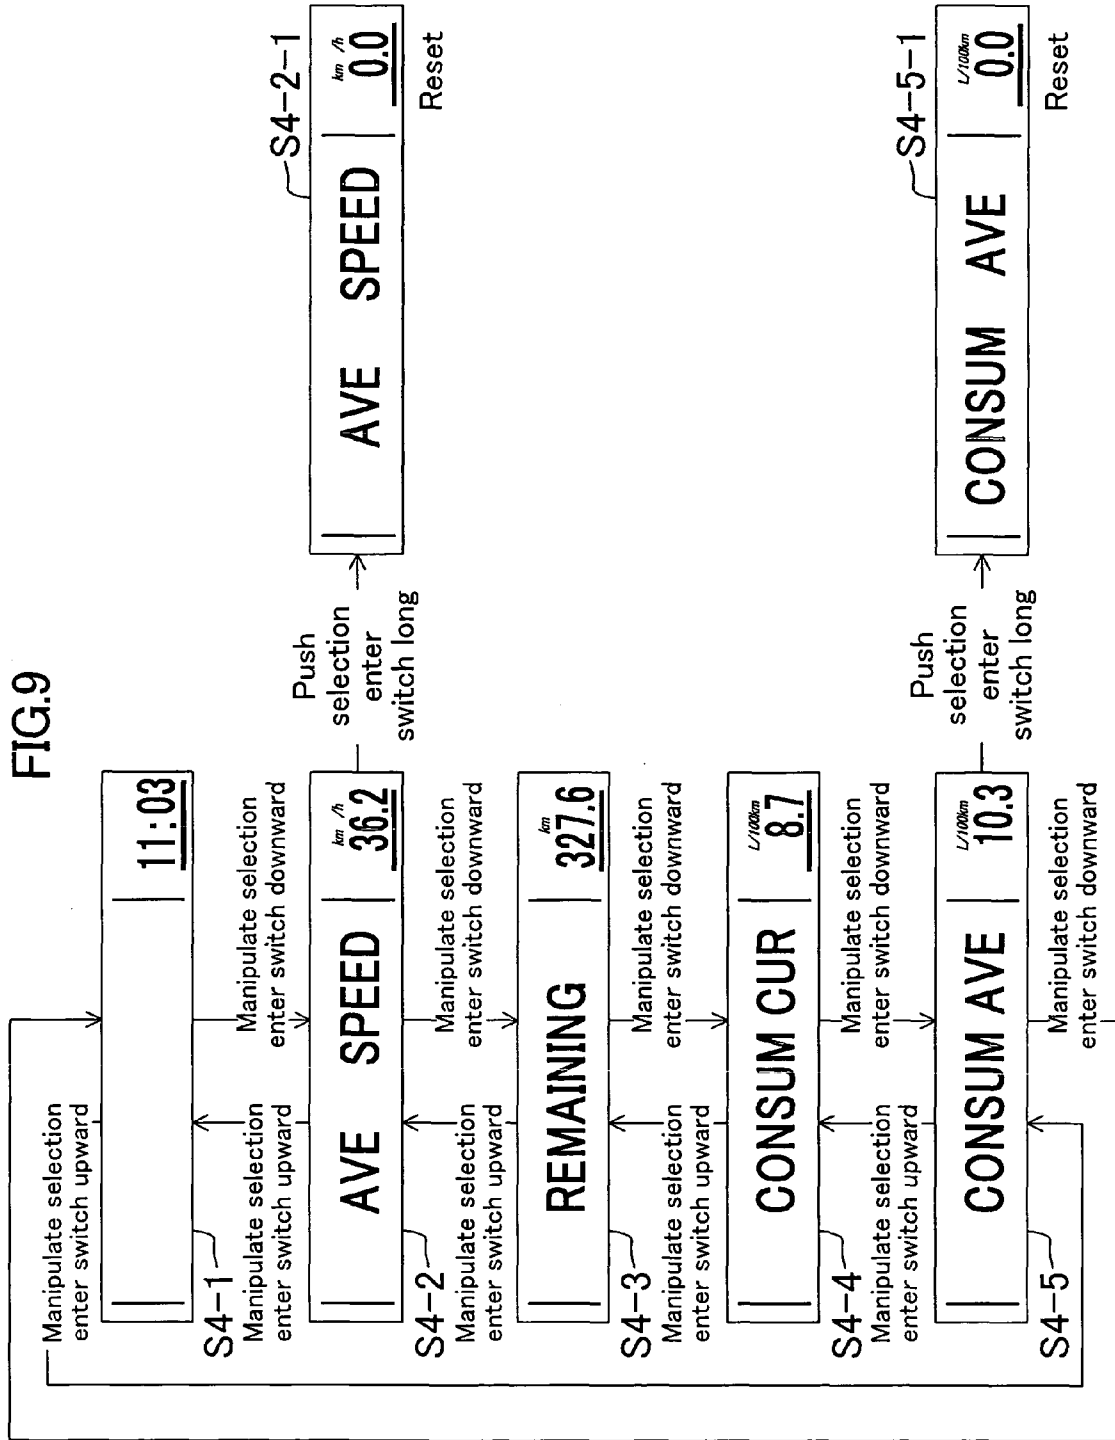 FIG.9
Manipulate selection
enter switch upward
11:03
S4-1
Manipulate selection
enter switch upward
Manipulate selection
enter switch downward
AVE SPEED
km/h
36.2
S4-2
Push
selection
enter
switch long
S4-2-1
AVE SPEED
km/h
0.0
Reset
Manipulate selection
enter switch upward
Manipulate selection
enter switch downward
REMAINING
km
327.6
S4-3
Manipulate selection
enter switch upward
Manipulate selection
enter switch downward
CONSUM CUR
L/100km
8.7
S4-4
Manipulate selection
enter switch upward
Manipulate selection
enter switch downward
CONSUM AVE
L/100km
10.3
S4-5
Push
selection
enter
switch long
S4-5-1
CONSUM AVE
L/100km
0.0
Reset
Manipulate selection
enter switch downward